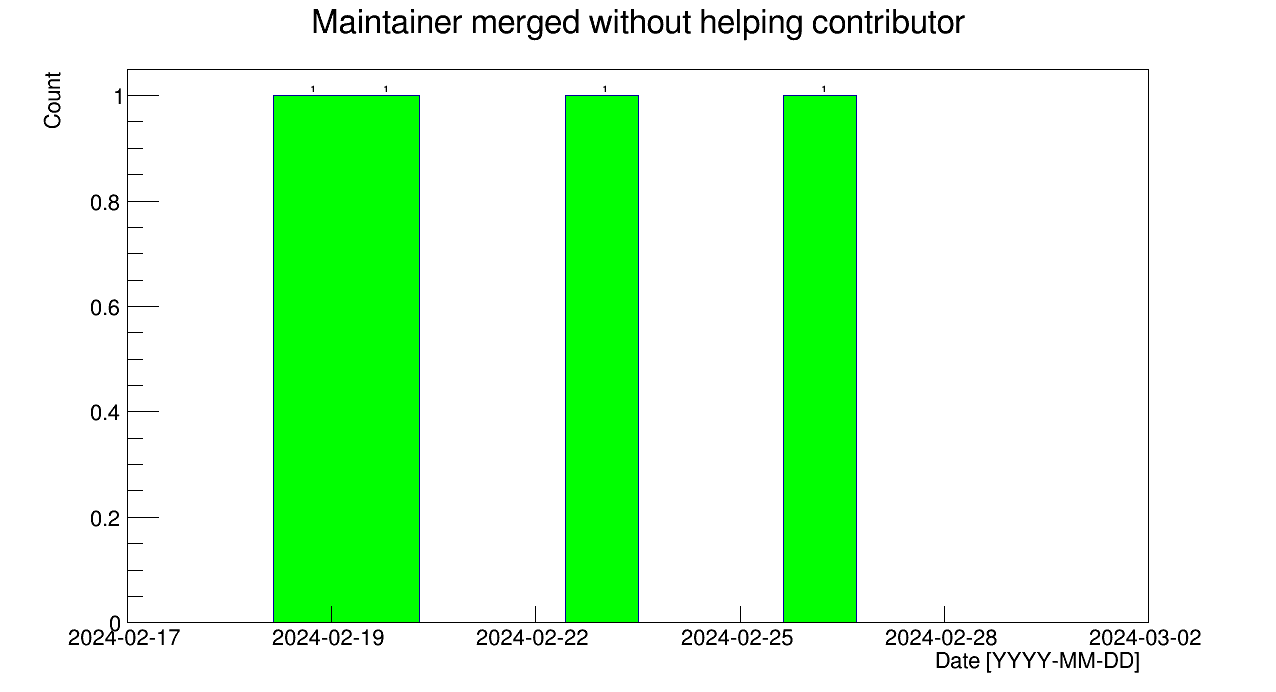 Maintainer merged without helping contributor
Count
1 1 1 1
1
0.8
0.6
0.4
0.2
0
2024-02-17 2024-02-19 2024-02-22 2024-02-25 2024-02-28 2024-03-02
Date [YYYY-MM-DD]